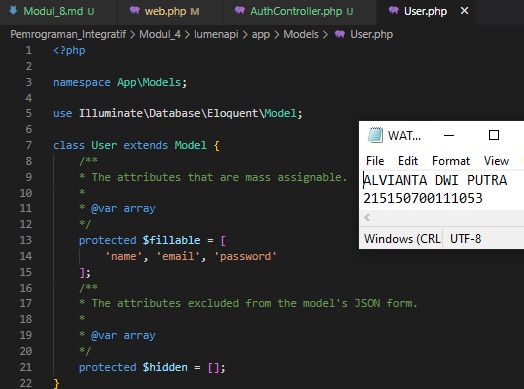 Modul_8.md U
web.php M
AuthController.php U
User.php
Pemrograman_Integratif > Modul_4 > lumenapi > app > Models > User.php
1 <?php
2
3 namespace App\Models;
4
5 use Illuminate\Database\Eloquent\Model;
6
7 class User extends Model {
8 /**
9 * The attributes that are mass assignable.
10 *
11 * @var array
12 */
13 protected $fillable = [
14 'name', 'email', 'password'
15 ];
16 /**
17 * The attributes excluded from the model's JSON form.
18 *
19 * @var array
20 */
21 protected $hidden = [];
22 }
WAT...
File Edit Format View
ALVIANTA DWI PUTRA
215150700111053
Windows (CRL
UTF-8